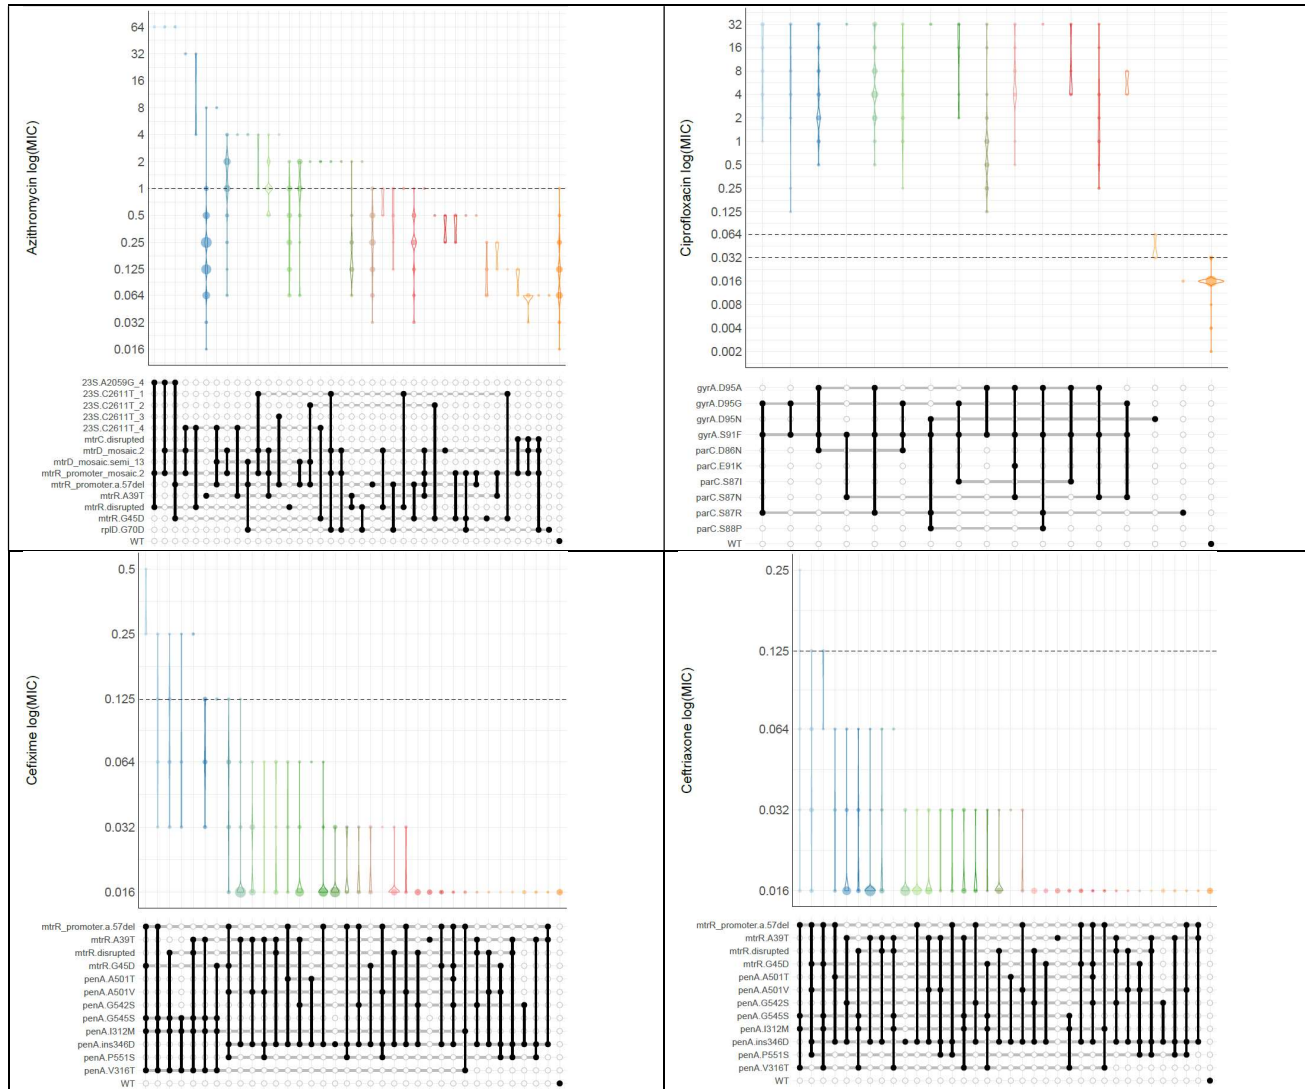 Azithromycin log(MIC)
64
32
16
8
4
2
1
0.5
0.25
0.125
0.064
0.032
0.016
23S.A2059G_4
23S.C2611T_1
23S.C2611T_2
23S.C2611T_3
23S.C2611T_4
mtrC.disrupted
mtrD_mosaic.2
mtrD_mosaic.semi_13
mtrR_promoter_mosaic.2
mtrR_promoter.a.57del
mtrR.A39T
mtrR.disrupted
mtrR.G45D
rplD.G70D
WT
Ciprofloxacin log(MIC)
32
16
8
4
2
1
0.5
0.25
0.125
0.064
0.032
0.016
0.008
0.004
0.002
gyrA.D95A
gyrA.D95G
gyrA.D95N
gyrA.S91F
parC.D86N
parC.E91K
parC.S87I
parC.S87N
parC.S87R
parC.S88P
WT
Cefixime log(MIC)
0.5
0.25
0.125
0.064
0.032
0.016
mtrR_promoter.a.57del
mtrR.A39T
mtrR.disrupted
mtrR.G45D
penA.A501T
penA.A501V
penA.G542S
penA.G545S
penA.I312M
penA.ins346D
penA.P551S
penA.V316T
WT
Ceftriaxone log(MIC)
0.25
0.125
0.064
0.032
0.016
mtrR_promoter.a.57del
mtrR.A39T
mtrR.disrupted
mtrR.G45D
penA.A501T
penA.A501V
penA.G542S
penA.G545S
penA.I312M
penA.ins346D
penA.P551S
penA.V316T
WT